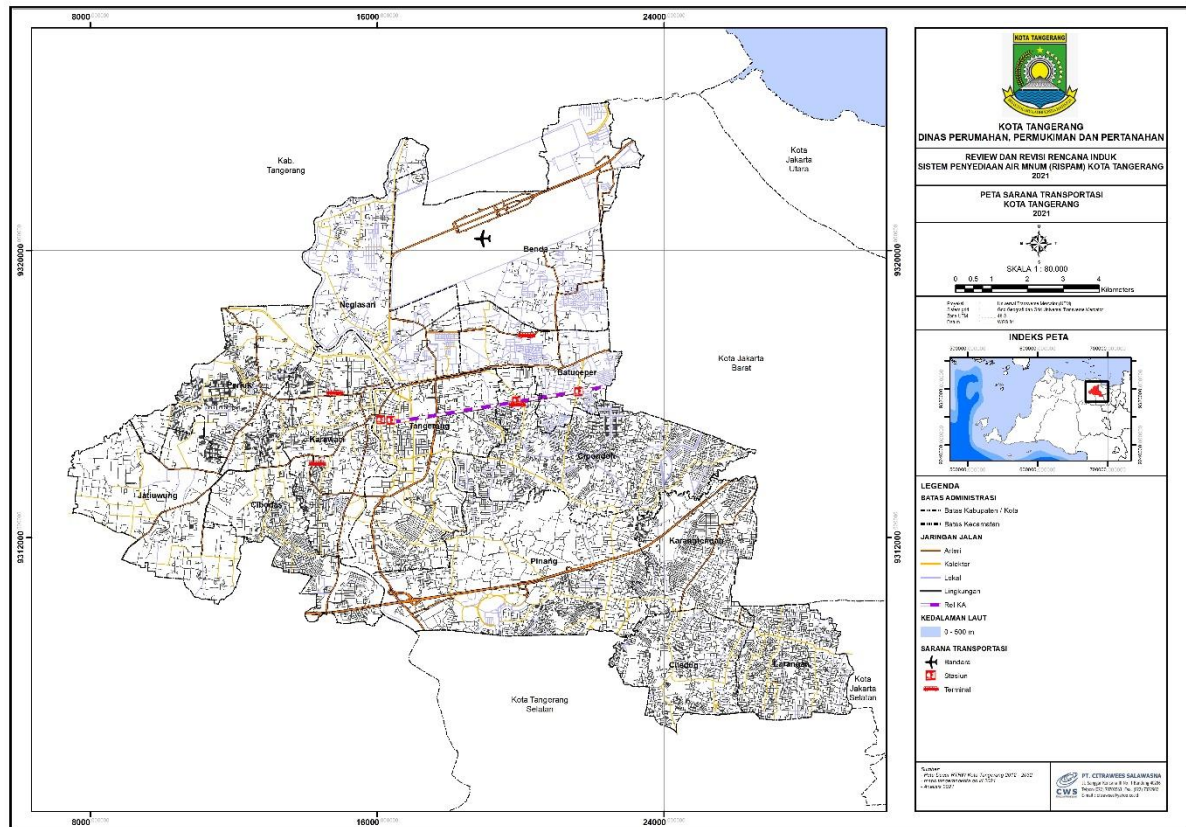 8000
16000
24000
9320000
9312000
9320000
9312000
8000
16000
24000
Kab.
Tangerang
Kota
Jakarta
Utara
Benda
Neglasari
Kota Jakarta
Barat
Batuceper
Periuk
Tangerang
Karawaci
Cipondoh
Jatiuwung
Cibodas
Karangtengah
Pinang
Ciledug
Larangan
Kota Tangerang
Selatan
Kota
Jakarta
Selatan
KOTA TANGERANG
KOTA TANGERANG
DINAS PERUMAHAN, PERMUKIMAN DAN PERTANAHAN
REVIEW DAN REVISI RENCANA INDUK
SISTEM PENYEDIAAN AIR MNUM (RISPAM) KOTA TANGERANG
2021
PETA SARANA TRANSPORTASI
KOTA TANGERANG
2021
SKALA 1 : 80.000
0 0.5 1 2 3 4
Kilometers
INDEKS PETA
LEGENDA
BATAS ADMINISTRASI
Batas Kabupaten / Kota
Batas Kecamatan
JARINGAN JALAN
Arteri
Kolektor
Lokal
Lingkungan
Rel KA
KEDALAMAN LAUT
0 - 500 m
SARANA TRANSPORTASI
Bandara
Stasiun
Terminal
Sumber
CWS
PT. CITRAWEES SALAWASNA